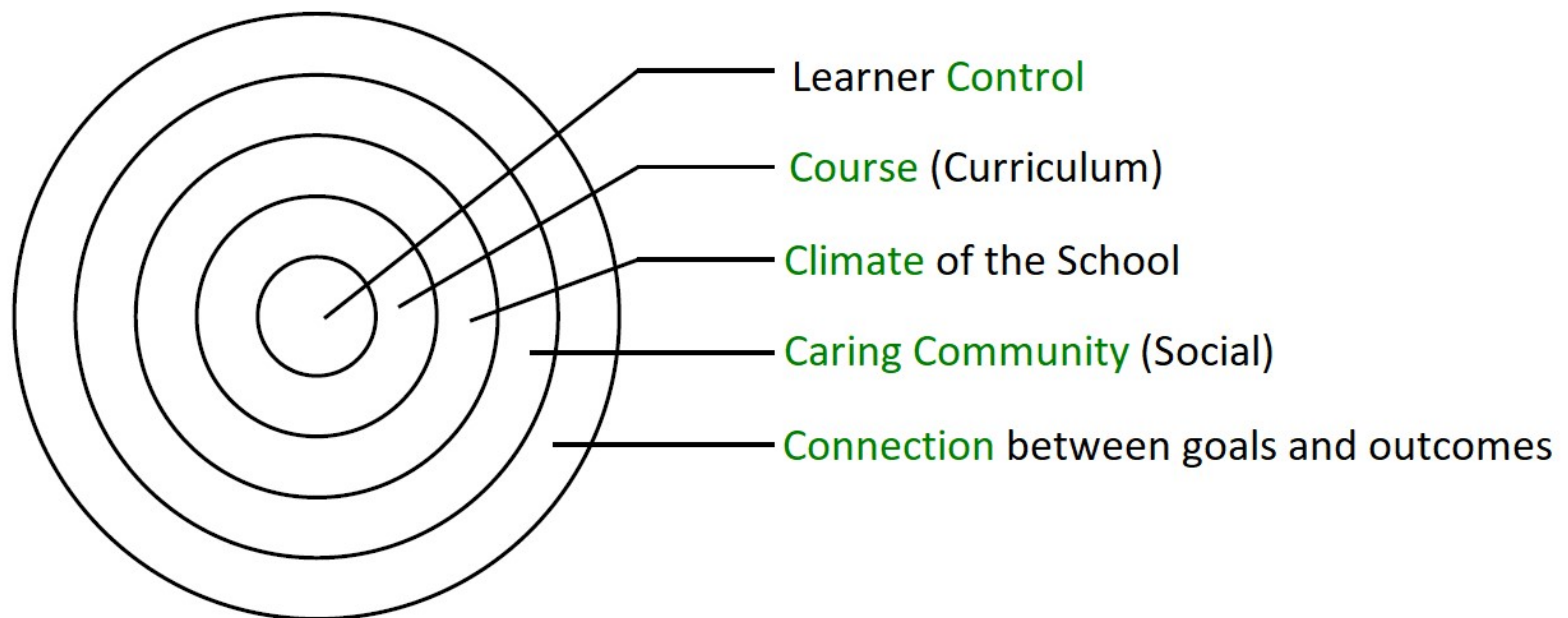 Learner Control
Course (Curriculum)
Climate of the School
Caring Community (Social)
Connection between goals and outcomes